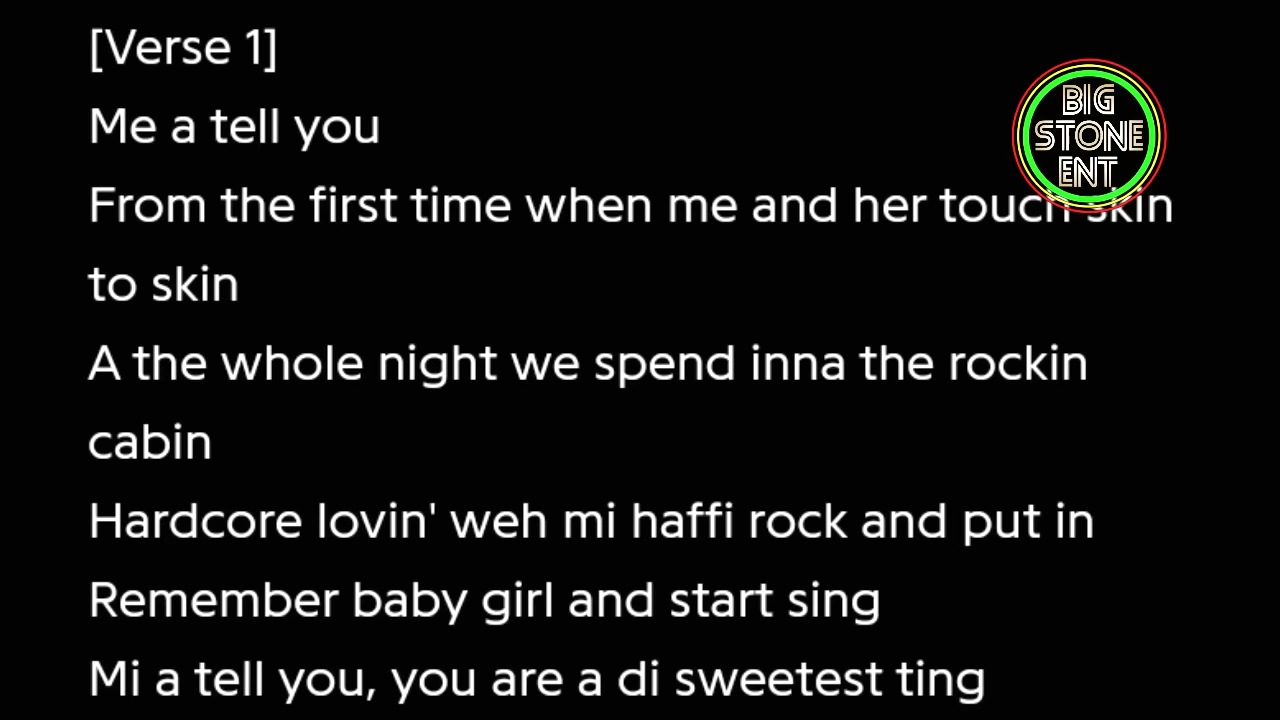 [Verse 1]
Me a tell you
From the first time when me and her touch skin
to skin
A the whole night we spend inna the rockin
cabin
Hardcore lovin' weh mi haffi rock and put in
Remember baby girl and start sing
Mi a tell you, you are a di sweetest ting
BIG
STONE
ENT